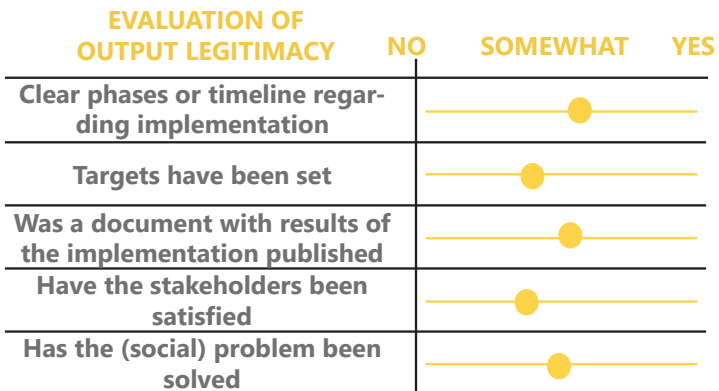 EVALUATION OF
OUTPUT LEGITIMACY
NO SOMEWHAT YES
Clear phases or timeline regar-
ding implementation
Targets have been set
Was a document with results of
the implementation published
Have the stakeholders been
satisfied
Has the (social) problem been
solved